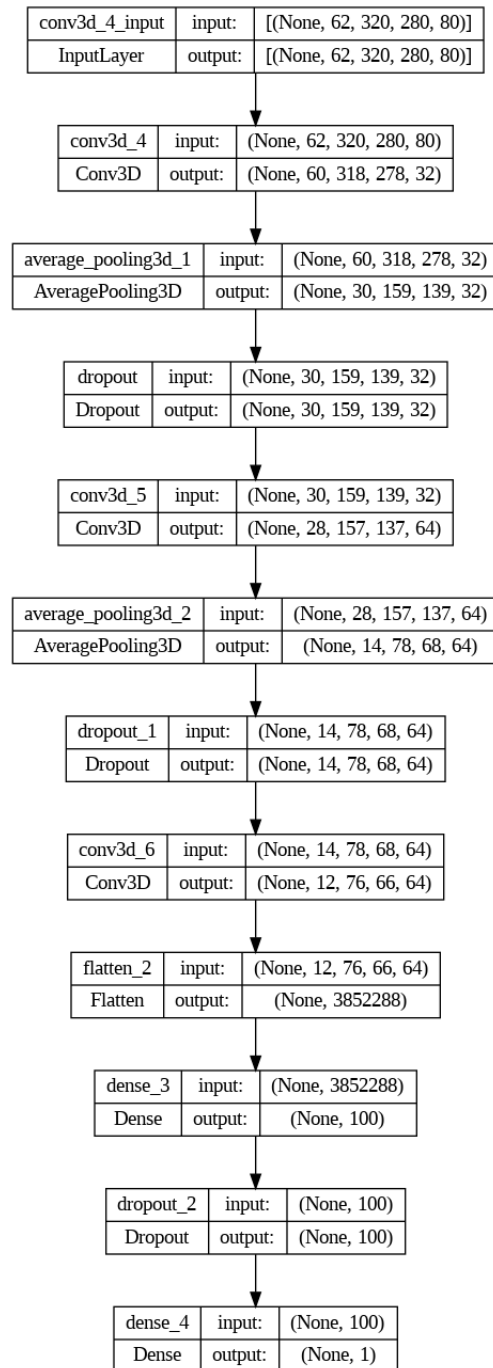 conv3d_4_input input: [(None, 62, 320, 280, 80)]
InputLayer output: [(None, 62, 320, 280, 80)]
conv3d_4 input: (None, 62, 320, 280, 80)
Conv3D output: (None, 60, 318, 278, 32)
average_pooling3d_1 input: (None, 60, 318, 278, 32)
AveragePooling3D output: (None, 30, 159, 139, 32)
dropout input: (None, 30, 159, 139, 32)
Dropout output: (None, 30, 159, 139, 32)
conv3d_5 input: (None, 30, 159, 139, 32)
Conv3D output: (None, 28, 157, 137, 64)
average_pooling3d_2 input: (None, 28, 157, 137, 64)
AveragePooling3D output: (None, 14, 78, 68, 64)
dropout_1 input: (None, 14, 78, 68, 64)
Dropout output: (None, 14, 78, 68, 64)
conv3d_6 input: (None, 14, 78, 68, 64)
Conv3D output: (None, 12, 76, 66, 64)
flatten_2 input: (None, 12, 76, 66, 64)
Flatten output: (None, 3852288)
dense_3 input: (None, 3852288)
Dense output: (None, 100)
dropout_2 input: (None, 100)
Dropout output: (None, 100)
dense_4 input: (None, 100)
Dense output: (None, 1)